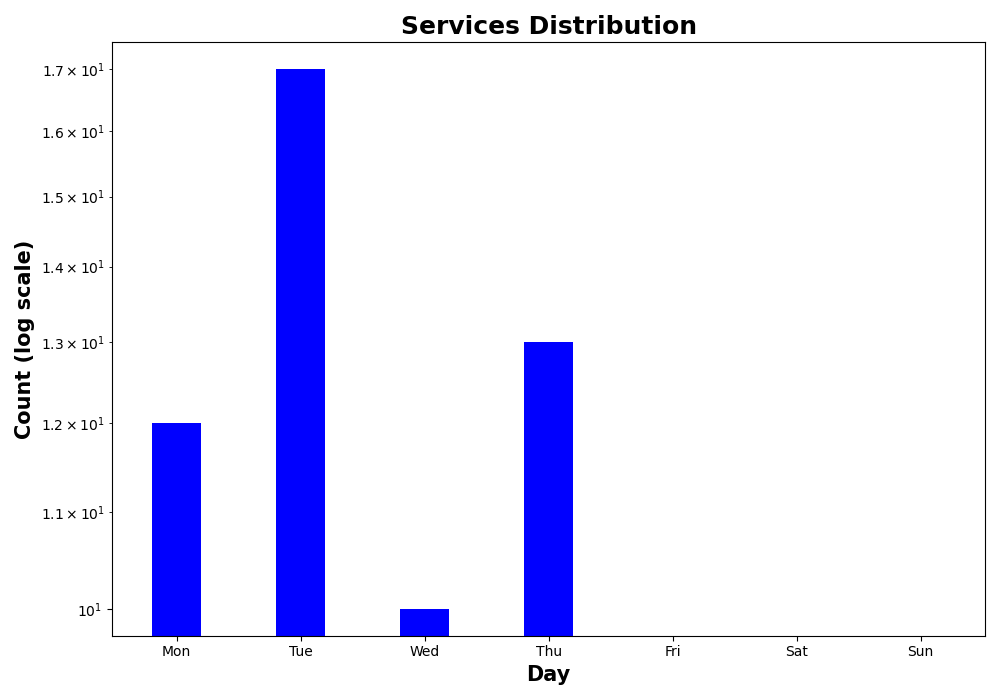 Services Distribution
Count (log scale)
1.7 × 10¹
1.6 × 10¹
1.5 × 10¹
1.4 × 10¹
1.3 × 10¹
1.2 × 10¹
1.1 × 10¹
10¹
Mon Tue Wed Thu Fri Sat Sun
Day